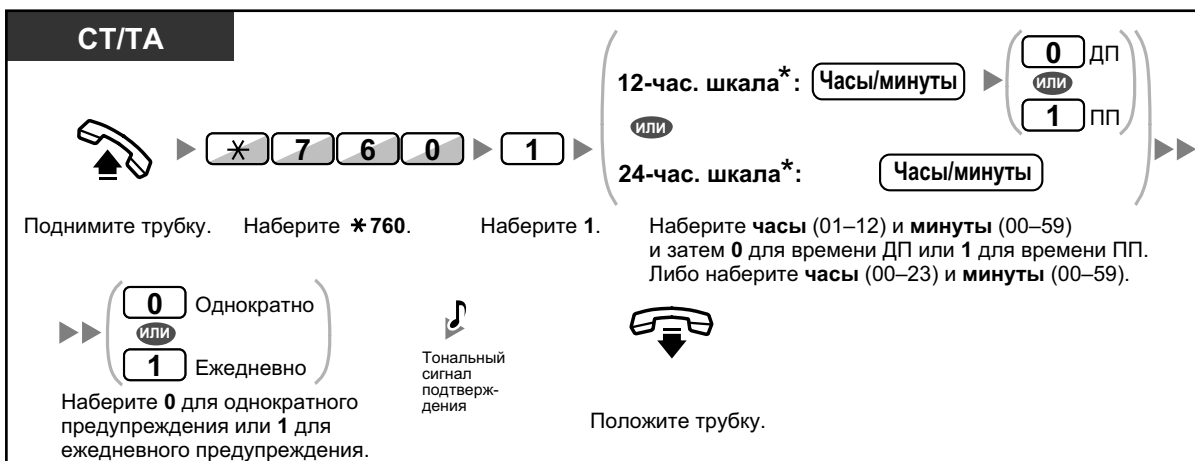 СТ/ТА
0 ДП
12-час. шкала*: Часы/минуты
или
1 ПП
или
* 7 6 0
1
24-час. шкала*: Часы/минуты
Поднимите трубку.
Наберите *760.
Наберите 1.
Наберите часы (01–12) и минуты (00–59)
и затем 0 для времени ДП или 1 для времени ПП.
Либо наберите часы (00–23) и минуты (00–59).
0 Однократно
или
1 Ежедневно
Наберите 0 для однократного
предупреждения или 1 для
ежедневного предупреждения.
Тональный
сигнал
подтверж-
дения
Положите трубку.